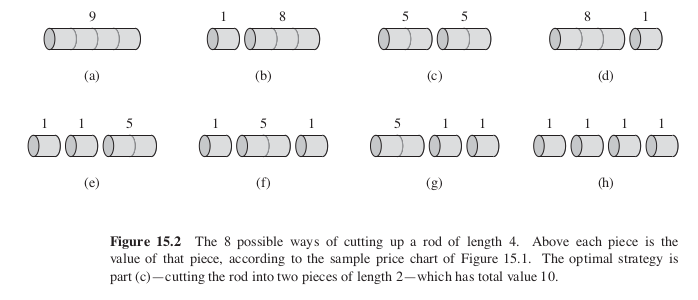 9 1 8 5 5 8 1
(a) (b) (c) (d)
1 1 5 1 5 1 5 1 1 1 1 1 1
(e) (f) (g) (h)
Figure 15.2 The 8 possible ways of cutting up a rod of length 4. Above each piece is the
value of that piece, according to the sample price chart of Figure 15.1. The optimal strategy is
part (c)—cutting the rod into two pieces of length 2—which has total value 10.